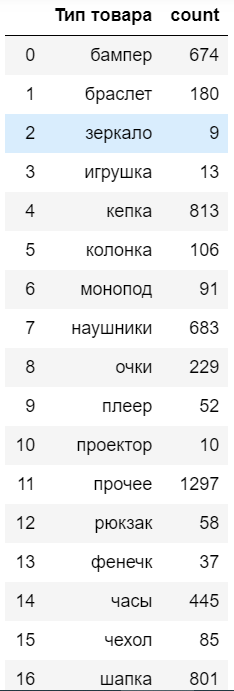 Тип товара count
0 бампер 674
1 браслет 180
2 зеркало 9
3 игрушка 13
4 кепка 813
5 колонка 106
6 монопод 91
7 наушники 683
8 очки 229
9 плеер 52
10 проектор 10
11 прочее 1297
12 рюкзак 58
13 фенечк 37
14 часы 445
15 чехол 85
16 шапка 801